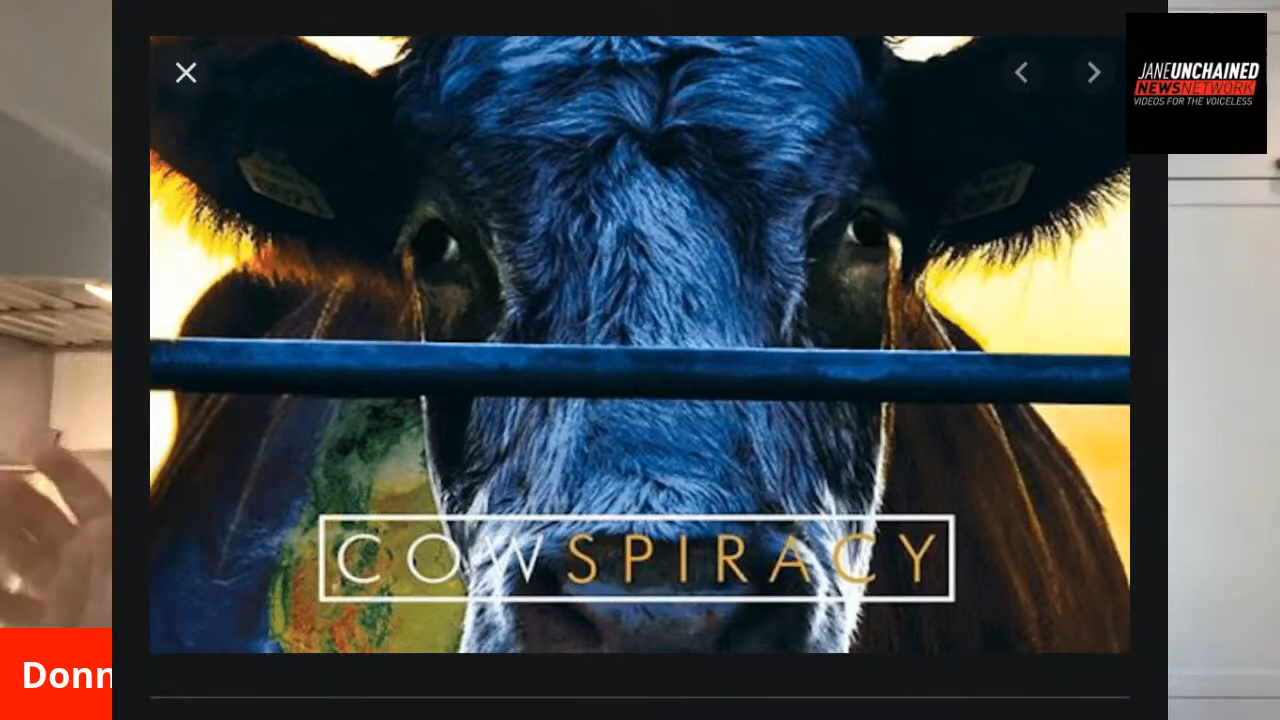 JANEUNCHAINED
NEWSNETWORK
VIDEOS FOR THE VOICELESS
COWSPIRACY
Donn